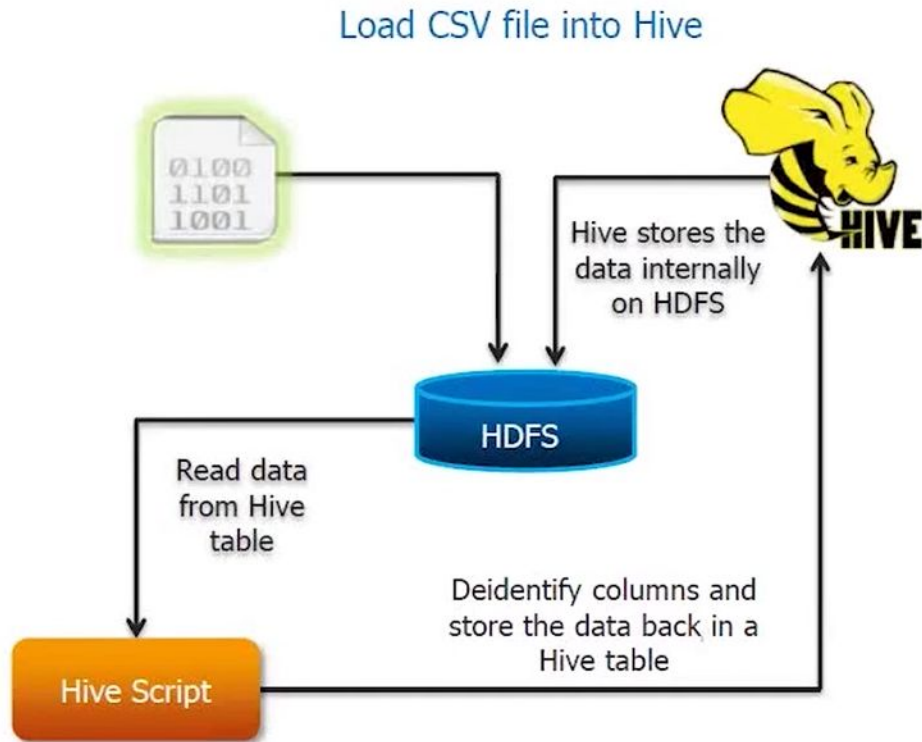 Load CSV file into Hive
0100
1101
1001
HIVE
Hive stores the
data internally
on HDFS
HDFS
Read data
from Hive
table
Deidentify columns and
store the data back in a
Hive table
Hive Script